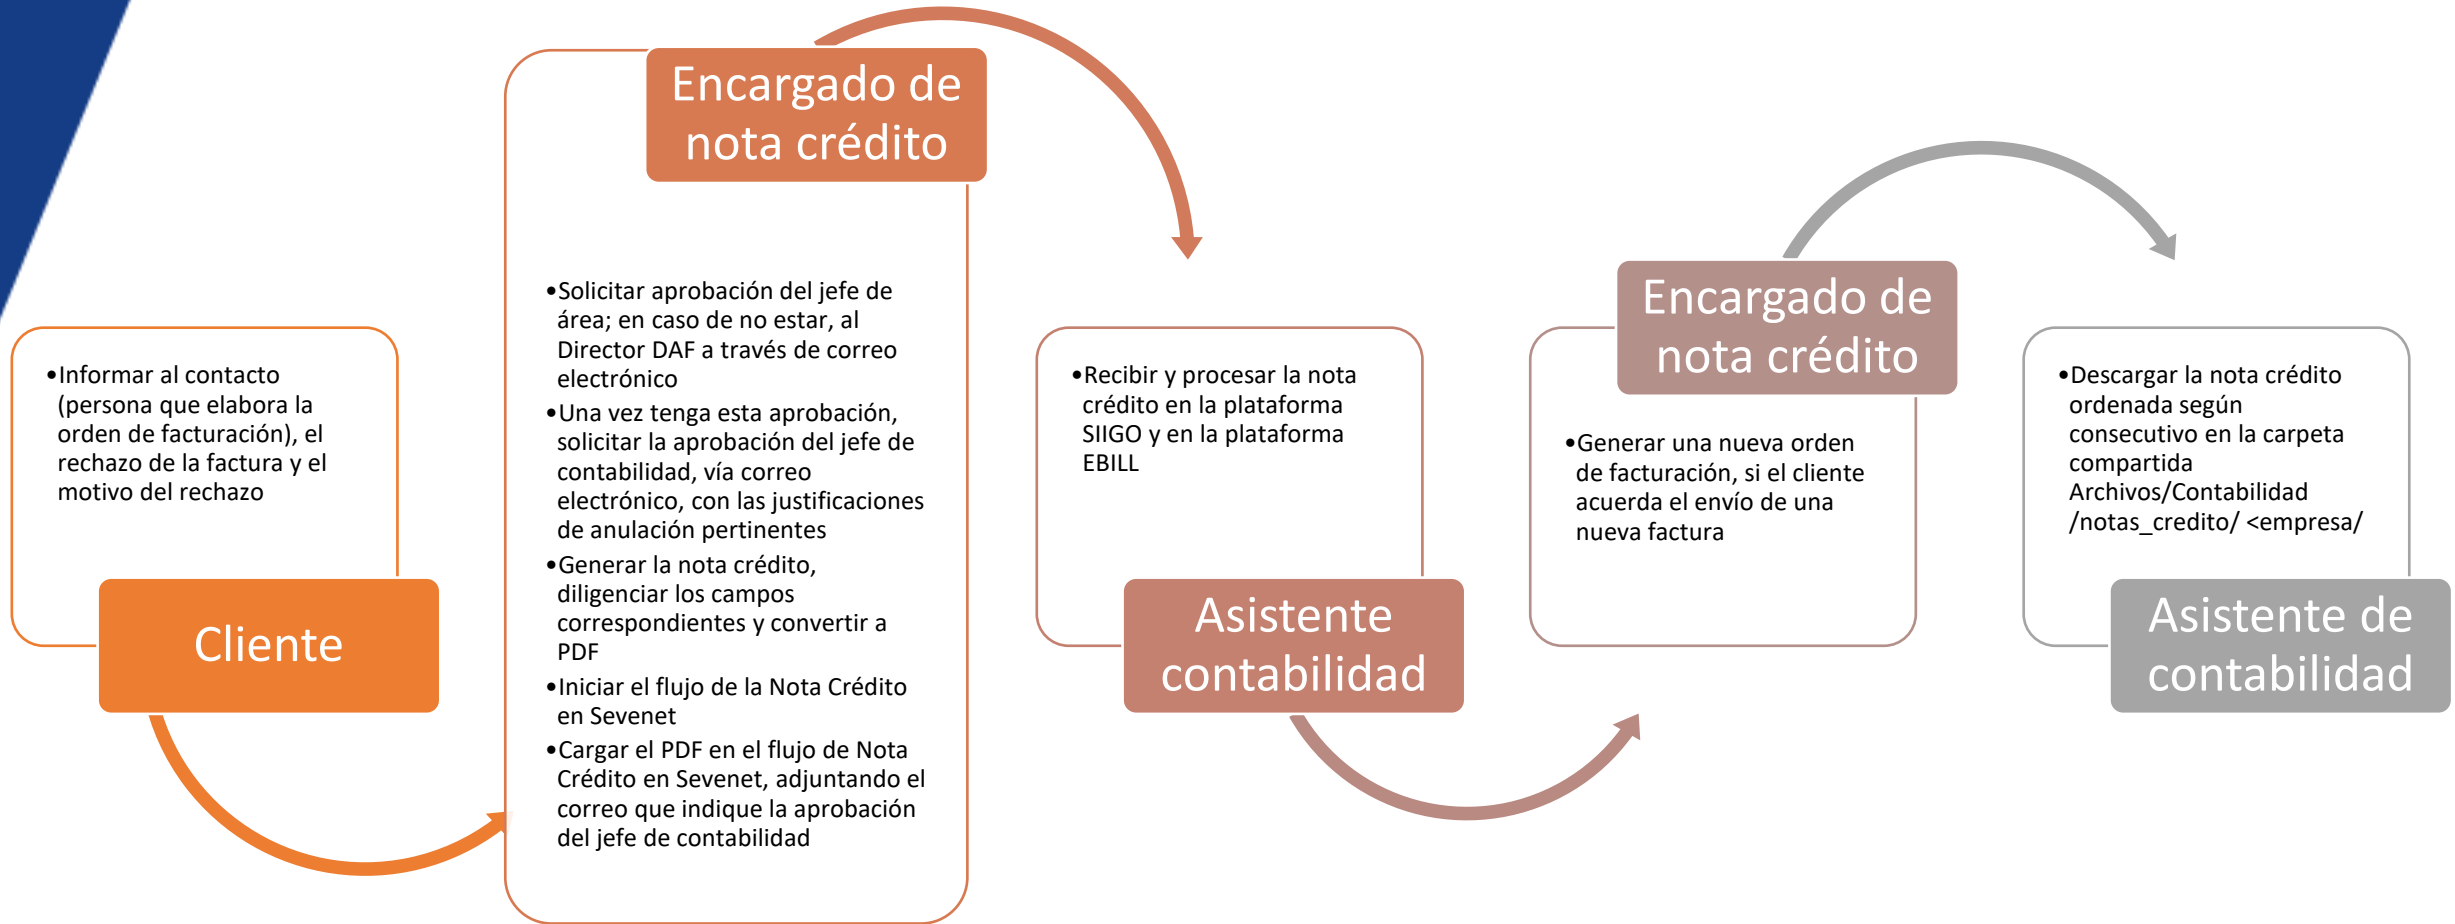 •Informar al contacto
(persona que elabora la
orden de facturación), el
rechazo de la factura y el
motivo del rechazo
Cliente
Encargado de
nota crédito
•Solicitar aprobación del jefe de
área; en caso de no estar, al
Director DAF a través de correo
electrónico
•Una vez tenga esta aprobación,
solicitar la aprobación del jefe de
contabilidad, vía correo
electrónico, con las justificaciones
de anulación pertinentes
•Generar la nota crédito,
diligenciar los campos
correspondientes y convertir a
PDF
•Iniciar el flujo de la Nota Crédito
en Sevenet
•Cargar el PDF en el flujo de Nota
Crédito en Sevenet, adjuntando el
correo que indique la aprobación
del jefe de contabilidad
•Recibir y procesar la nota
crédito en la plataforma
SIIGO y en la plataforma
EBILL
Asistente
contabilidad
Encargado de
nota crédito
•Generar una nueva orden
de facturación, si el cliente
acuerda el envío de una
nueva factura
•Descargar la nota crédito
ordenada según
consecutivo en la carpeta
compartida
Archivos/Contabilidad
/notas_credito/ <empresa/
Asistente de
contabilidad